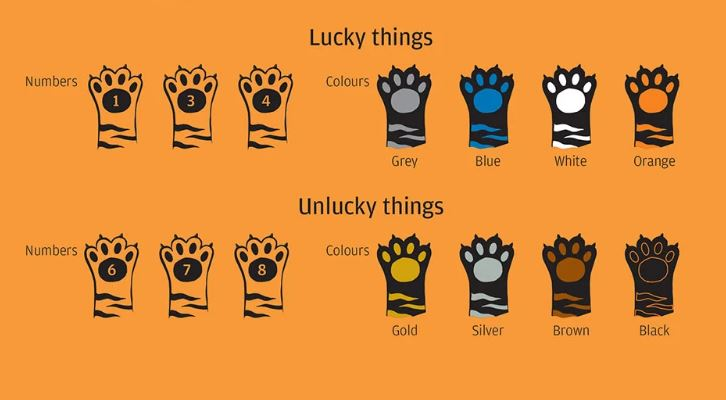 Lucky things
Numbers 1 3 4 Colours
Grey Blue White Orange
Unlucky things
Numbers 6 7 8 Colours
Gold Silver Brown Black